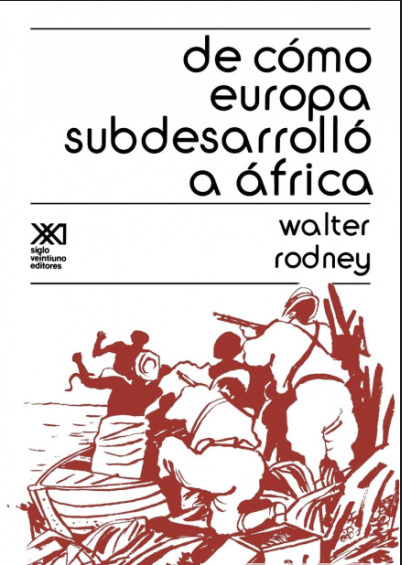 de cómo
europa
subdesarrolló
a áfrica
walter
rodney
siglo
veintiuno
editores